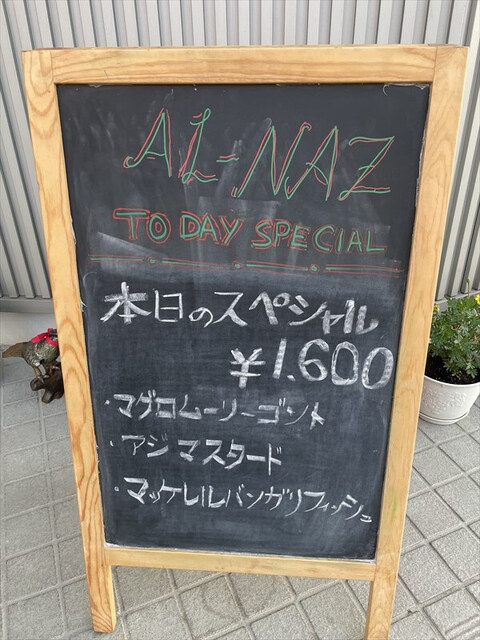 AL-NAZ
TO DAY SPECIAL
本日のスペシャル
¥1.600
・マグロムーリーゴント
・アジマスタード
・マッケレルバンガリフィッシュ